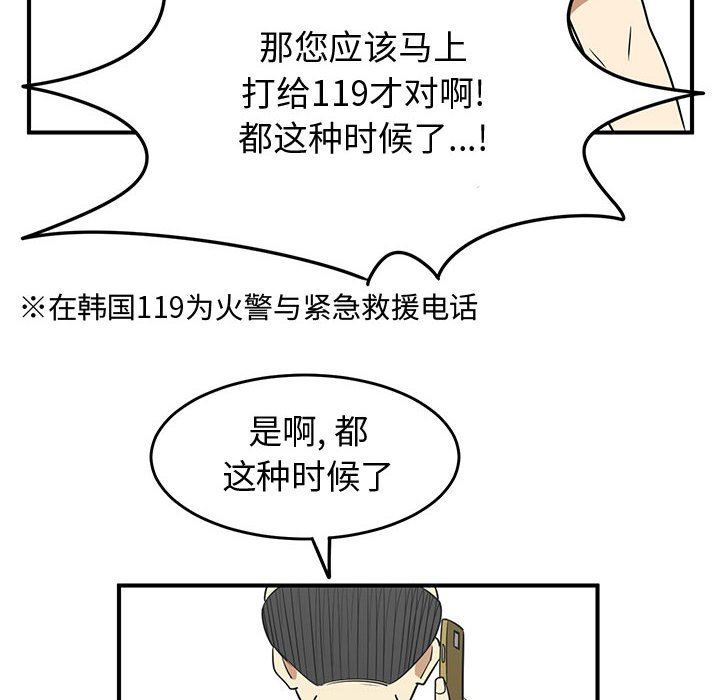 那您应该马上
打给119才对啊!
都这种时候了...!
※在韩国119为火警与紧急救援电话
是啊, 都
这种时候了